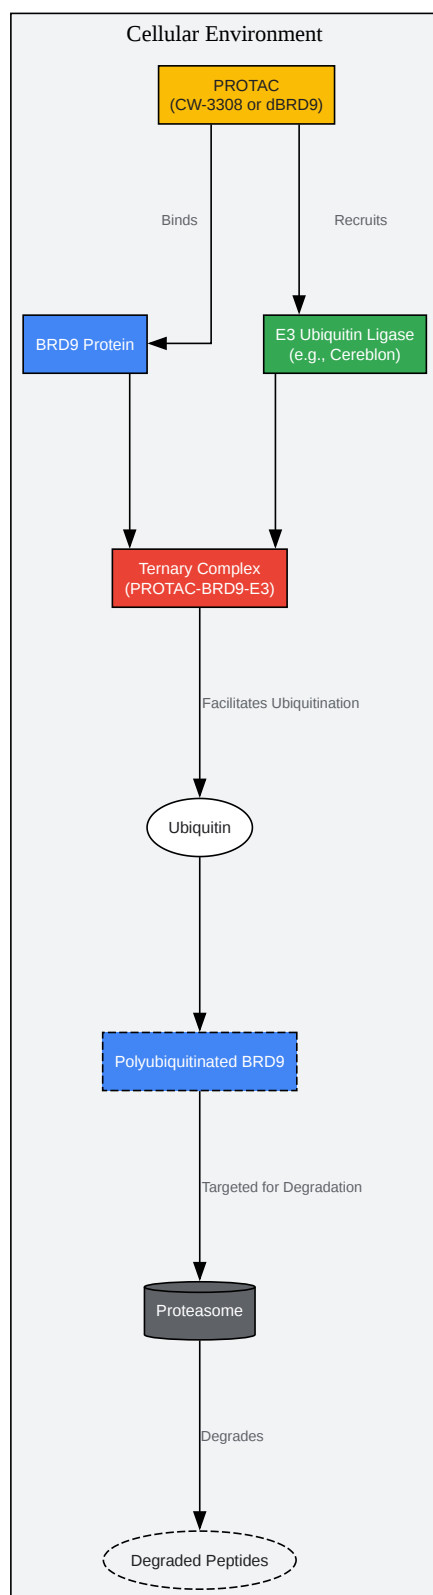 Cellular Environment
PROTAC
(CW-3308 or dBRD9)
Binds
Recruits
BRD9 Protein
E3 Ubiquitin Ligase
(e.g., Cereblon)
Ternary Complex
(PROTAC-BRD9-E3)
Facilitates Ubiquitination
Ubiquitin
Polyubiquitinated BRD9
Targeted for Degradation
Proteasome
Degrades
Degraded Peptides